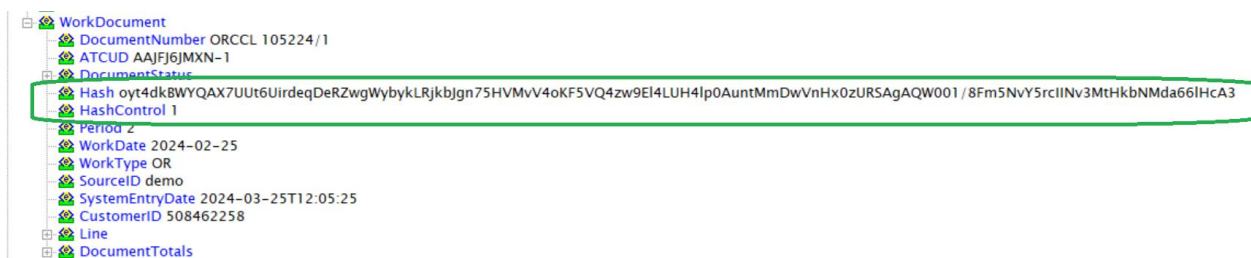 WorkDocument
DocumentNumber ORCCL 105224/1
ATCUD AAJFJ6JMXN-1
DocumentStatus
Hash oyt4dkBWYQAX7UUt6UirdeqDeRZwgWybykLRjkbJgn75HVMvV4oKF5VQ4zw9El4LUH4lp0AuntMmDwVnHx0zURSAgAQW001/8Fm5NvY5rcIINv3MtHkbNMda66lHcA3
HashControl 1
Period 2
WorkDate 2024-02-25
WorkType OR
SourceID demo
SystemEntryDate 2024-03-25T12:05:25
CustomerID 508462258
Line
DocumentTotals